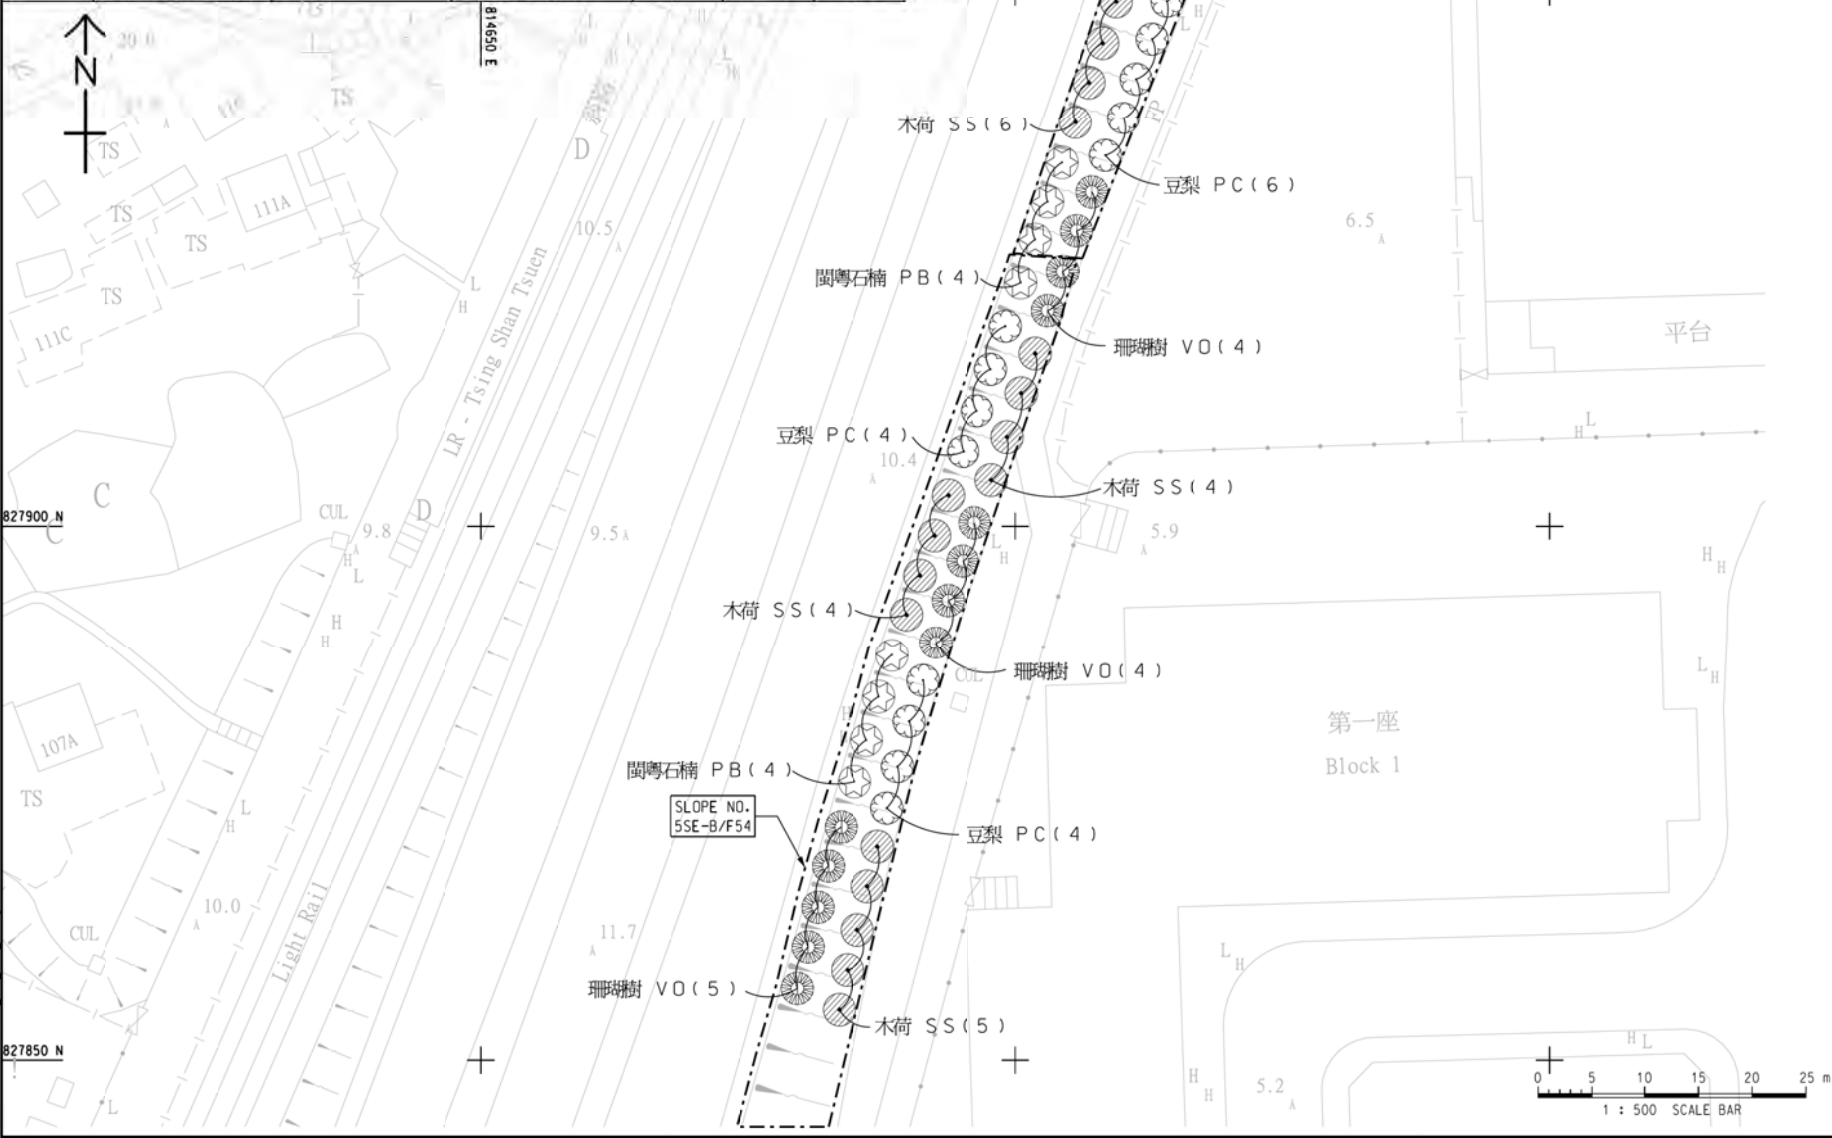 814650 E
N
20.0
TS
木荷 SS(6)
D
FP
TS
豆梨 PC(6)
111A
TS
TS
10.5
6.5
LR - Tsing Shan Tsuen
TS
閩粵石楠 PB(4)
111C
平台
珊瑚樹 VO(4)
豆梨 PC(4)
10.4
木荷 SS(4)
C
CUL
D
827900 N
C
9.8
9.5
5.9
木荷 SS(4)
珊瑚樹 VO(4)
CUL
第一座
107A
Block 1
閩粵石楠 PB(4)
TS
SLOPE NO.
5SE-B/F54
豆梨 PC(4)
10.0
Light Rail
CUL
11.7
珊瑚樹 VO(5)
木荷 SS(5)
827850 N
5.2
0 5 10 15 20 25 m
1 : 500 SCALE BAR